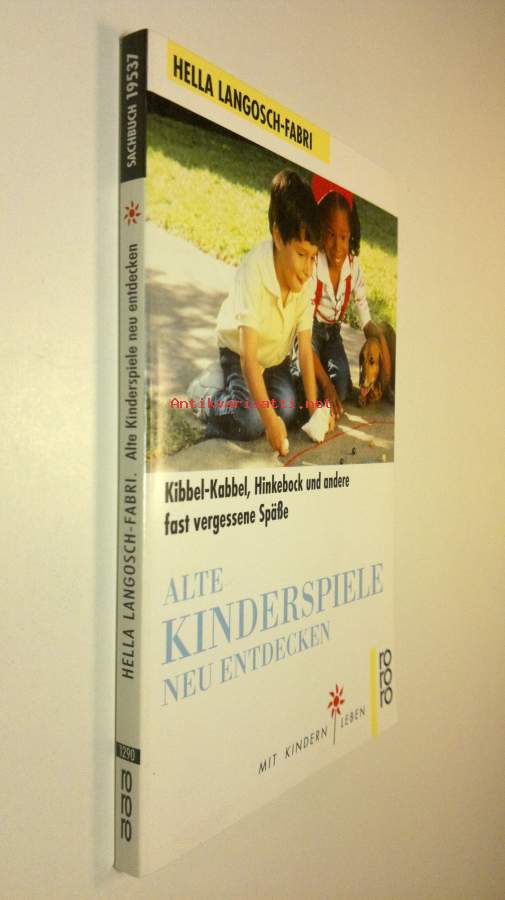 HELLA LANGOSCH-FABRI
Antikvariaatti.net
Kibbel-Kabbel, Hinkebock und andere
fast vergessene Späße
ALTE
KINDERSPIELE
NEU ENTDECKEN
MIT KINDERN LEBEN
rororo
SACHBUCH 19537
HELLA LANGOSCH-FABRI. Alte Kinderspiele neu entdecken
1290
rororo